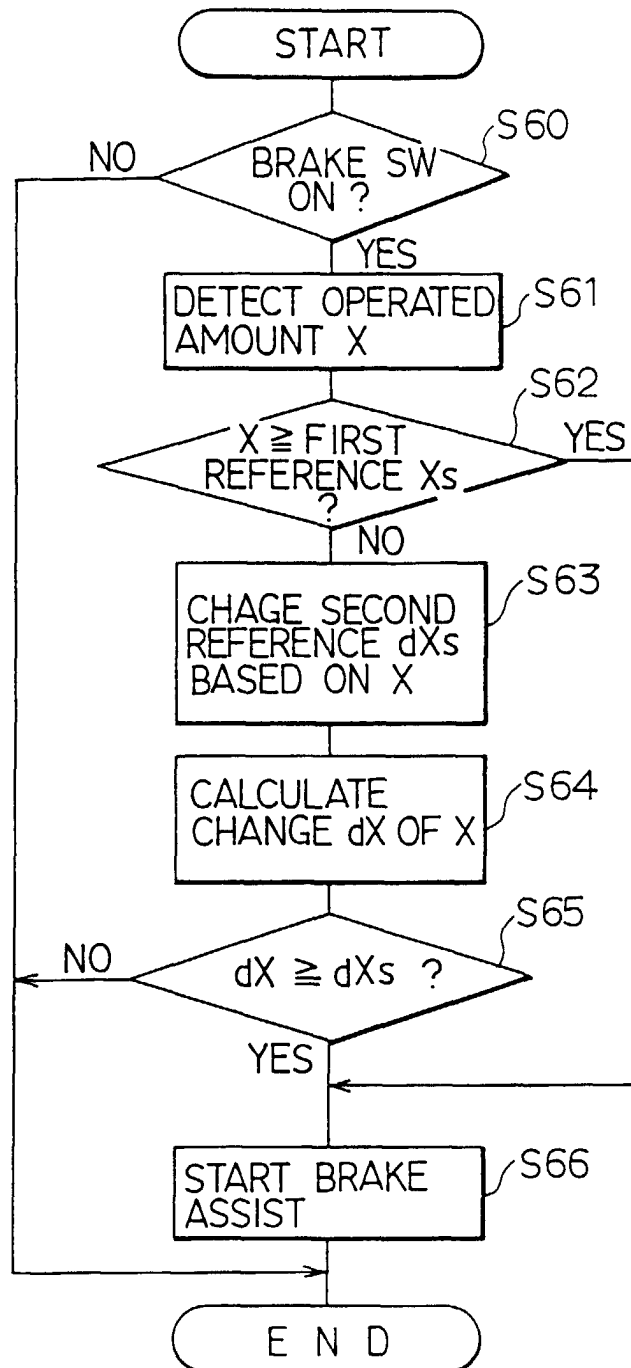 START
S60
NO
BRAKE SW
ON ?
YES
DETECT OPERATED
AMOUNT X
S61
S62
X ≧ FIRST
REFERENCE Xs
?
YES
NO
S63
CHAGE SECOND
REFERENCE dXs
BASED ON X
S64
CALCULATE
CHANGE dX OF X
S65
NO
dX ≧ dXs ?
YES
START BRAKE
ASSIST
S66
END